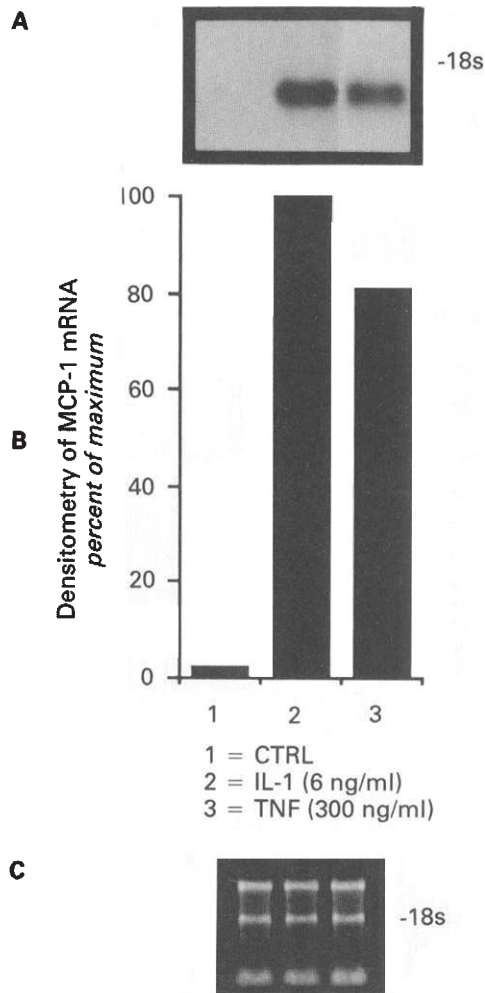 A
-18s
100
80
60
40
20
0
Densitometry of MCP-1 mRNA
percent of maximum
B
1 2 3
1 = CTRL
2 = IL-1 (6 ng/ml)
3 = TNF (300 ng/ml)
C
-18s